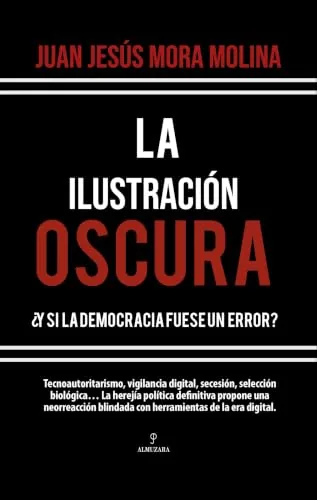 JUAN JESÚS MORA MOLINA
LA
ILUSTRACIÓN
OSCURA
¿Y SI LA DEMOCRACIA FUESE UN ERROR?
Tecnoautoritarismo, vigilancia digital, secesión, selección
biológica… La herejía política definitiva propone una
neorreacción blindada con herramientas de la era digital.
ALMUZARA